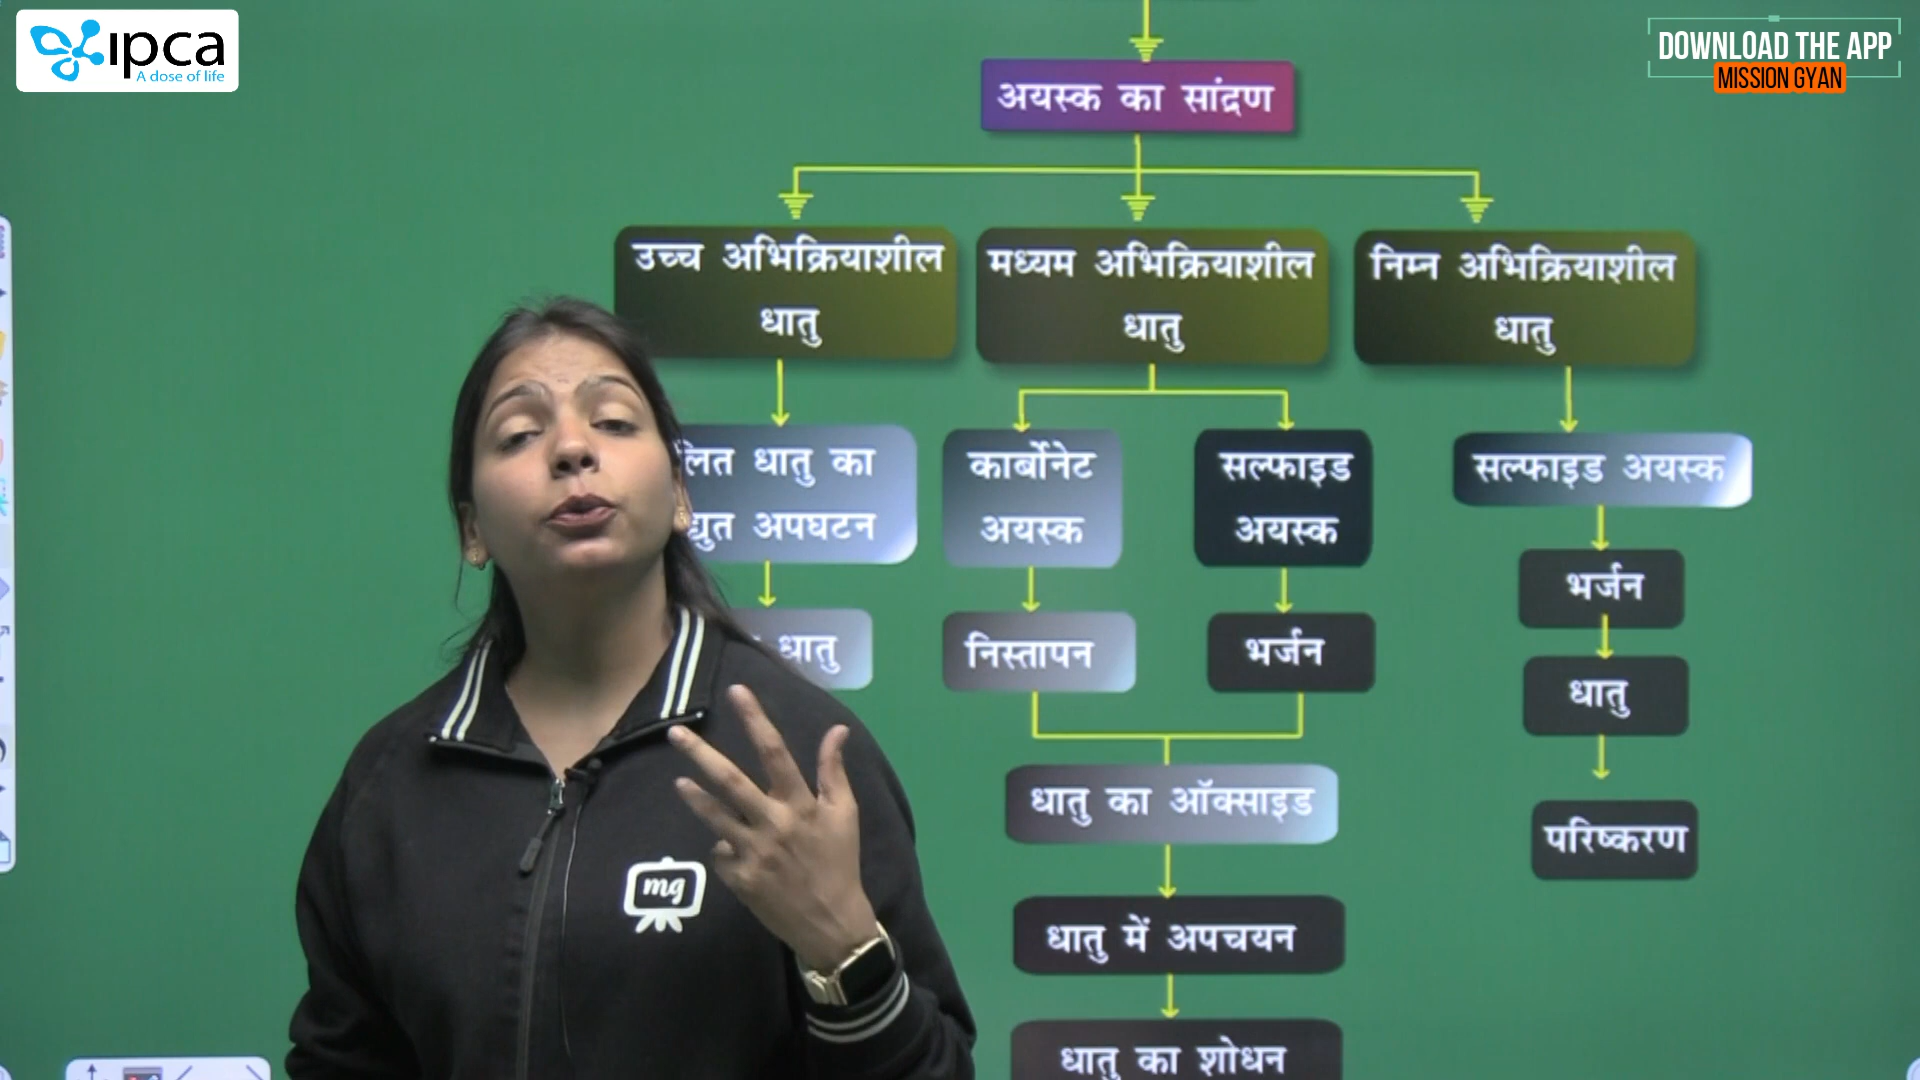 ipca
A dose of life
DOWNLOAD THE APP
MISSION GYAN
अयस्क का सांद्रण
उच्च अभिक्रियाशील
धातु
मध्यम अभिक्रियाशील
धातु
निम्न अभिक्रियाशील
धातु
धातु का
अपघटन
धातु
कार्बोनेट
अयस्क
निस्तापन
सल्फाइड
अयस्क
भर्जन
धातु का ऑक्साइड
धातु में अपचयन
धातु का शोधन
सल्फाइड अयस्क
भर्जन
धातु
परिष्करण
mg